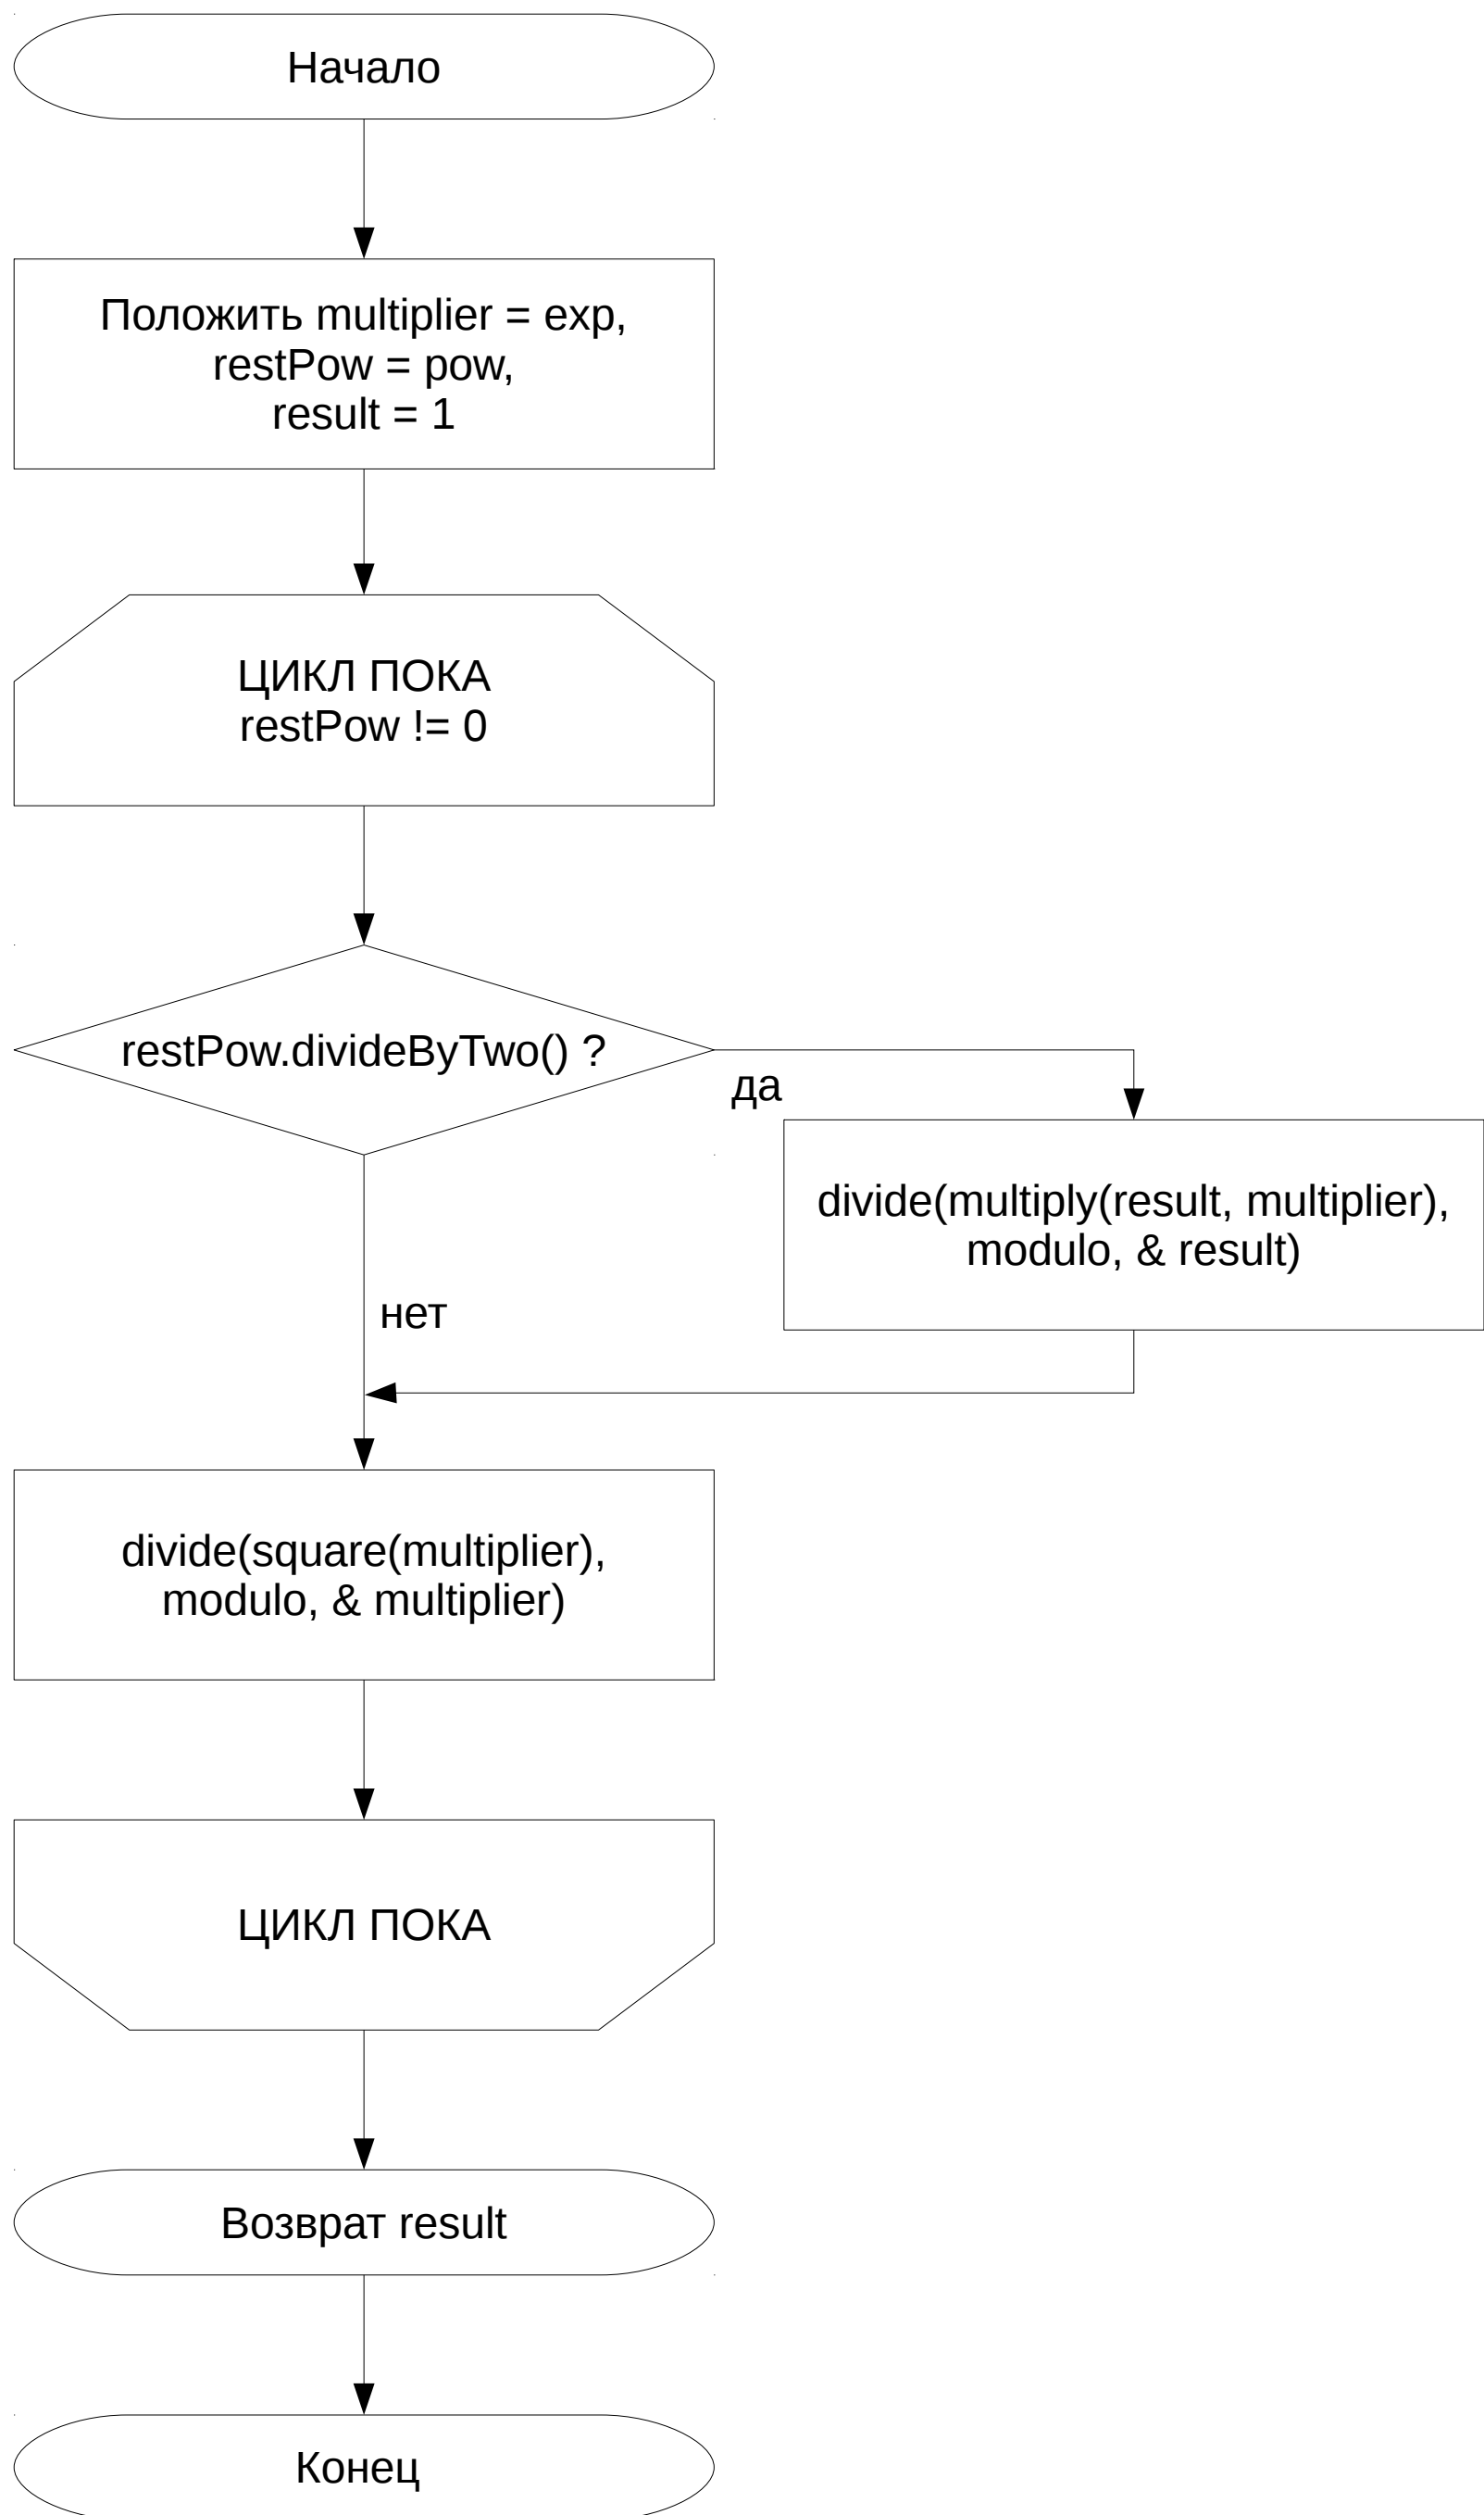 Начало
Положить multiplier = exp,
restPow = pow,
result = 1
ЦИКЛ ПОКА
restPow != 0
restPow.divideByTwo() ?
да
divide(multiply(result, multiplier),
modulo, & result)
нет
divide(square(multiplier),
modulo, & multiplier)
ЦИКЛ ПОКА
Возврат result
Конец